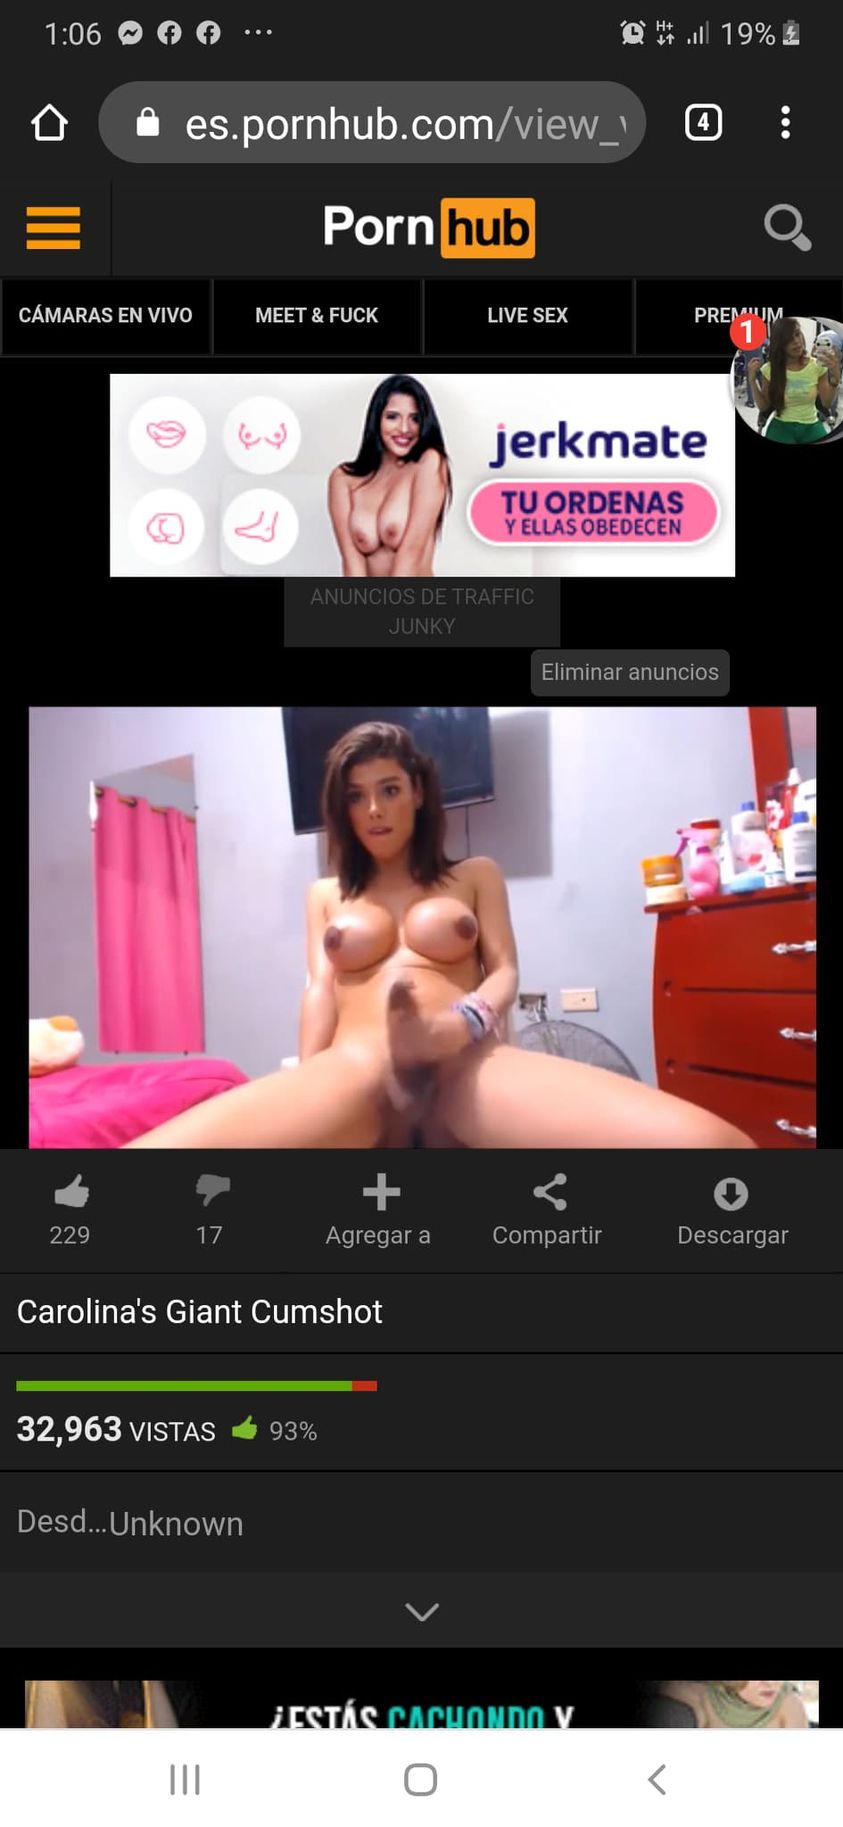 1:06
H+
19%
es.pornhub.com/view_
4
Porn hub
CÁMARAS EN VIVO
MEET & FUCK
LIVE SEX
PREMIUM
1
jerkmate
TU ORDENAS
Y ELLAS OBEDECEN
ANUNCIOS DE TRAFFIC
JUNKY
Eliminar anuncios
229
17
Agregar a
Compartir
Descargar
Carolina's Giant Cumshot
32,963 VISTAS 93%
Desd...Unknown
¿ESTÁS CACHONDO Y